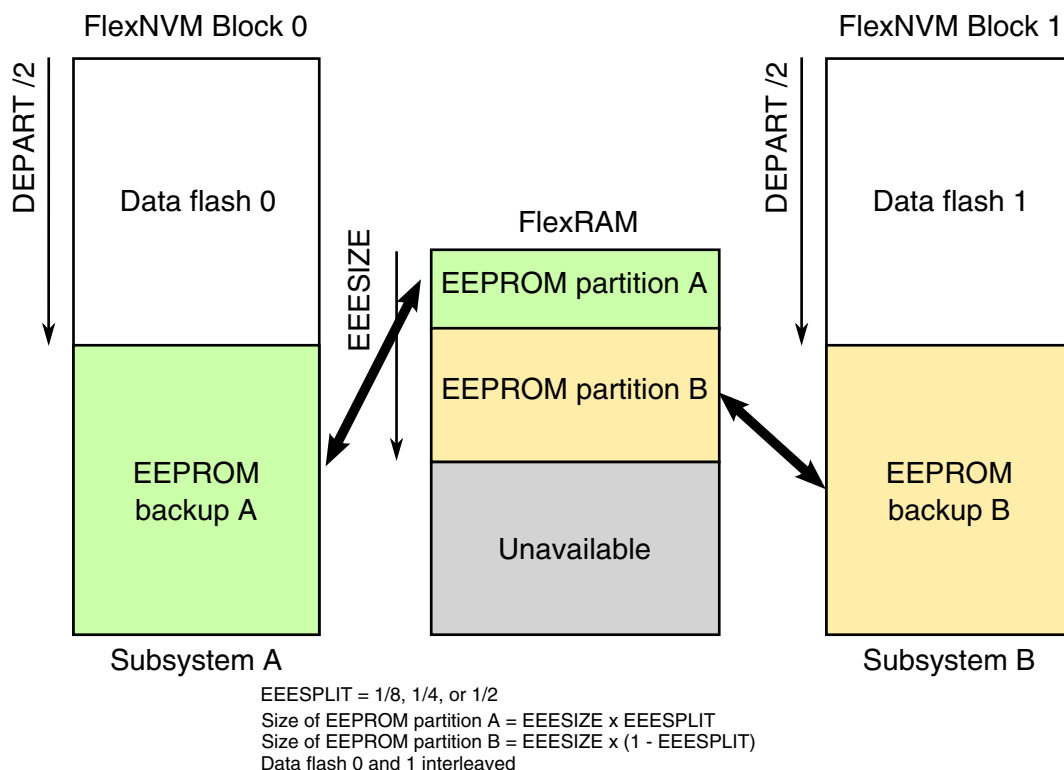 FlexNVM Block 0
FlexNVM Block 1
DEPART /2
DEPART /2
Data flash 0
Data flash 1
FlexRAM
EEESIZE
EEPROM partition A
EEPROM partition B
EEPROM
backup A
EEPROM
backup B
Unavailable
Subsystem A
Subsystem B
EEESPLIT = 1/8, 1/4, or 1/2
Size of EEPROM partition A = EEESIZE x EEESPLIT
Size of EEPROM partition B = EEESIZE x (1 - EEESPLIT)
Data flash 0 and 1 interleaved